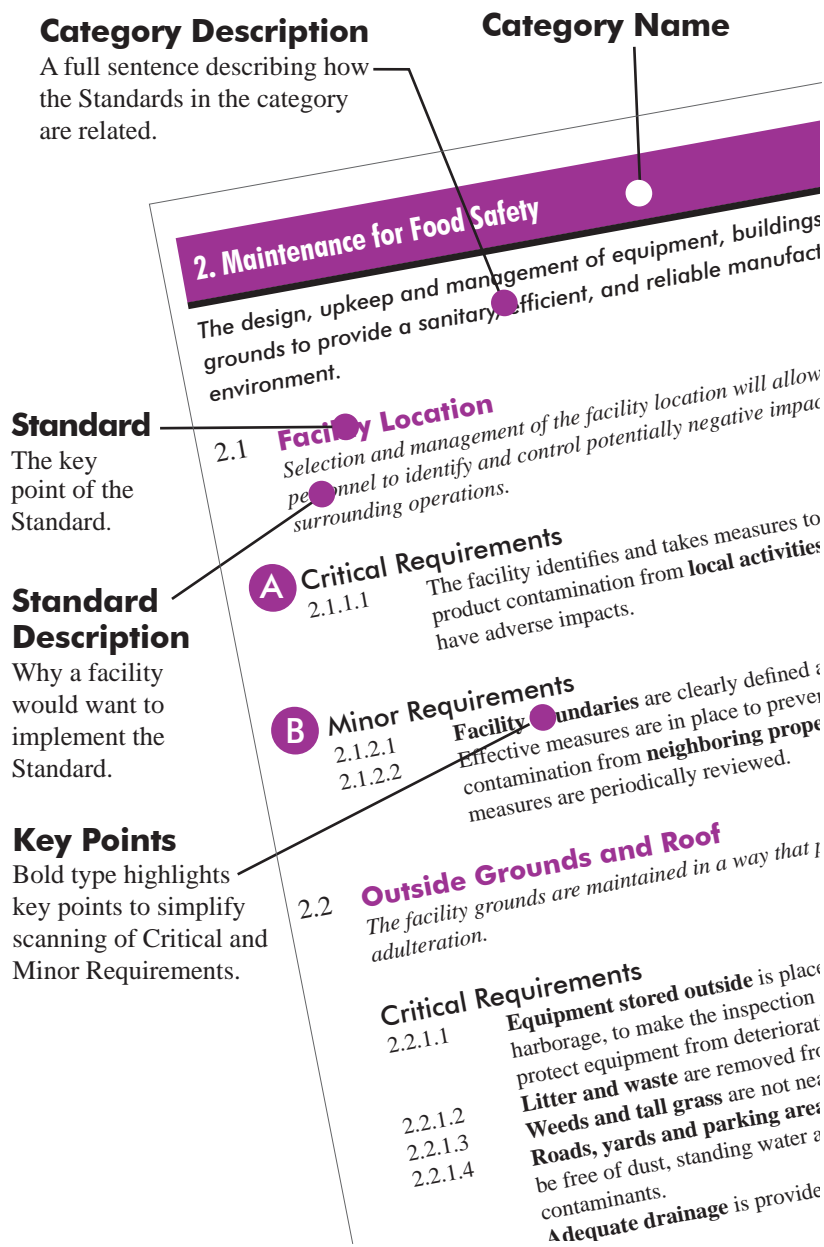 Category Description
A full sentence describing how
the Standards in the category
are related.
Category Name
2. Maintenance for Food Safety
The design, upkeep and management of equipment, buildings
grounds to provide a sanitary, efficient, and reliable manufact
environment.
Standard
The key
point of the
Standard.
2.1 Facility Location
Selection and management of the facility location will allow
personnel to identify and control potentially negative impac
surrounding operations.
Standard
Description
Why a facility
would want to
implement the
Standard.
A Critical Requirements
2.1.1.1 The facility identifies and takes measures to
product contamination from local activities
have adverse impacts.
B Minor Requirements
2.1.2.1 Facility boundaries are clearly defined a
2.1.2.2 Effective measures are in place to preven
contamination from neighboring prope
measures are periodically reviewed.
Key Points
Bold type highlights
key points to simplify
scanning of Critical and
Minor Requirements.
2.2 Outside Grounds and Roof
The facility grounds are maintained in a way that p
adulteration.
Critical Requirements
2.2.1.1 Equipment stored outside is place
harborage, to make the inspection
protect equipment from deteriorati
2.2.1.2 Litter and waste are removed fro
2.2.1.3 Weeds and tall grass are not nea
2.2.1.4 Roads, yards and parking area
be free of dust, standing water a
contaminants.
Adequate drainage is provide